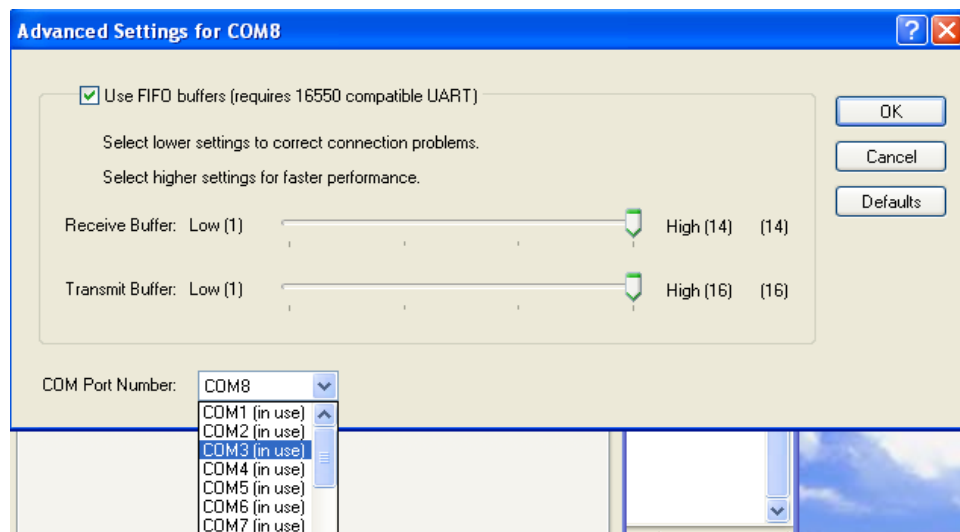 Advanced Settings for COM8
Use FIFO buffers (requires 16550 compatible UART)
OK
Select lower settings to correct connection problems.
Cancel
Select higher settings for faster performance.
Defaults
Receive Buffer: Low (1) High (14) (14)
Transmit Buffer: Low (1) High (16) (16)
COM Port Number: COM8
COM1 (in use)
COM2 (in use)
COM3 (in use)
COM4 (in use)
COM5 (in use)
COM6 (in use)
COM7 (in use)